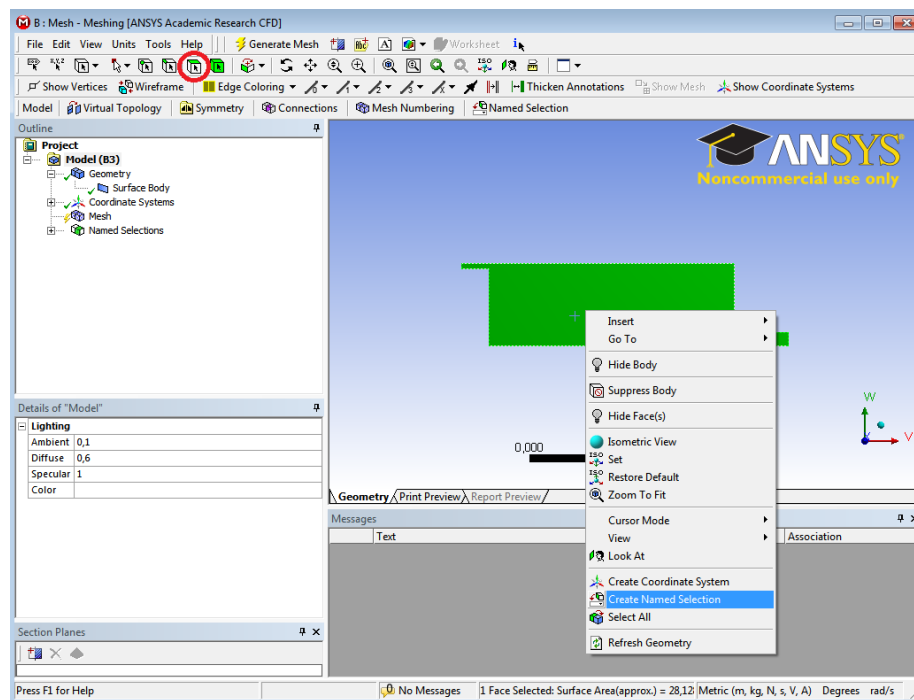 B : Mesh - Meshing [ANSYS Academic Research CFD]
File Edit View Units Tools Help Generate Mesh Worksheet
Show Vertices Wireframe Edge Coloring Thicken Annotations Show Mesh Show Coordinate Systems
Model Virtual Topology Symmetry Connections Mesh Numbering Named Selection
Outline
Project
Model (B3)
Geometry
Surface Body
Coordinate Systems
Mesh
Named Selections
ANSYS
Noncommercial use only
Insert
Go To
Hide Body
Suppress Body
Hide Face(s)
Isometric View
Set
Restore Default
Zoom To Fit
Cursor Mode
View
Look At
Create Coordinate System
Create Named Selection
Select All
Refresh Geometry
W
V
0,000
Details of "Model"
Lighting
Ambient 0,1
Diffuse 0,6
Specular 1
Color
Geometry Print Preview Report Preview
Messages
Text Association
Section Planes
Press F1 for Help No Messages 1 Face Selected: Surface Area(approx.) = 28,12 Metric (m, kg, N, s, V, A) Degrees rad/s